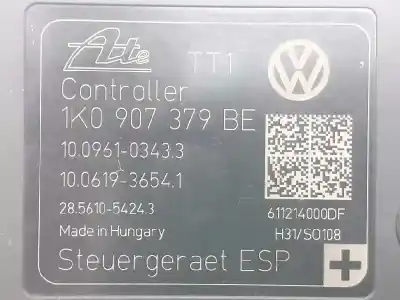 Ate TT1
Controller
1K0 907 379 BE
10.0961-0343.3
10.0619-3654.1
28.5610-5424.3 611214000DF
Made in Hungary H31/SO108
Steuergeraet ESP +